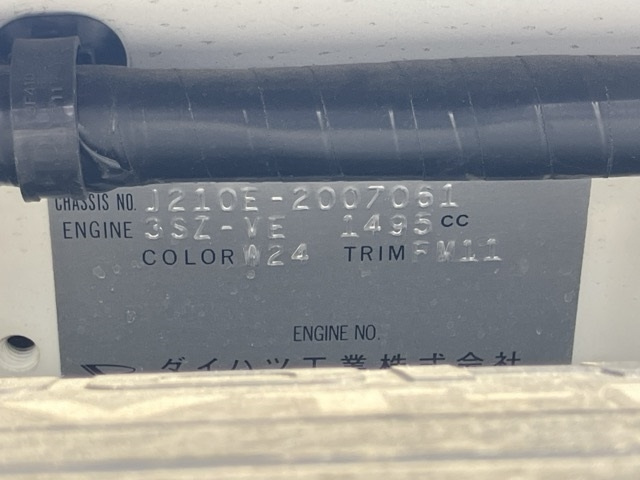 CHASSIS NO. J210E-2007061
ENGINE 3SZ-VE 1495 CC
COLOR W24 TRIM FM11
ENGINE NO.
ダイハツ工業株式会社